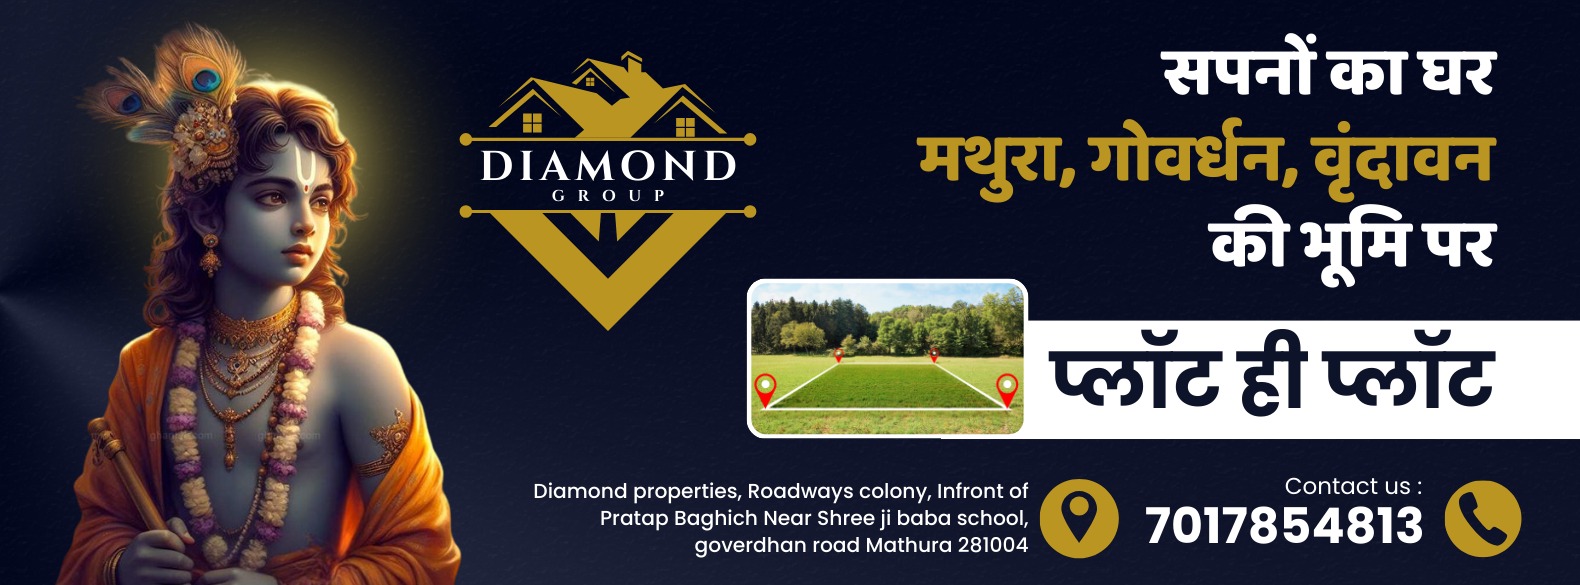 DIAMOND
GROUP
सपनों का घर
मथुरा, गोवर्धन, वृंदावन
की भूमि पर
प्लॉट ही प्लॉट
Diamond properties, Roadways colony, Infront of
Pratap Baghich Near Shree ji baba school,
goverdhan road Mathura 281004
Contact us :
7017854813